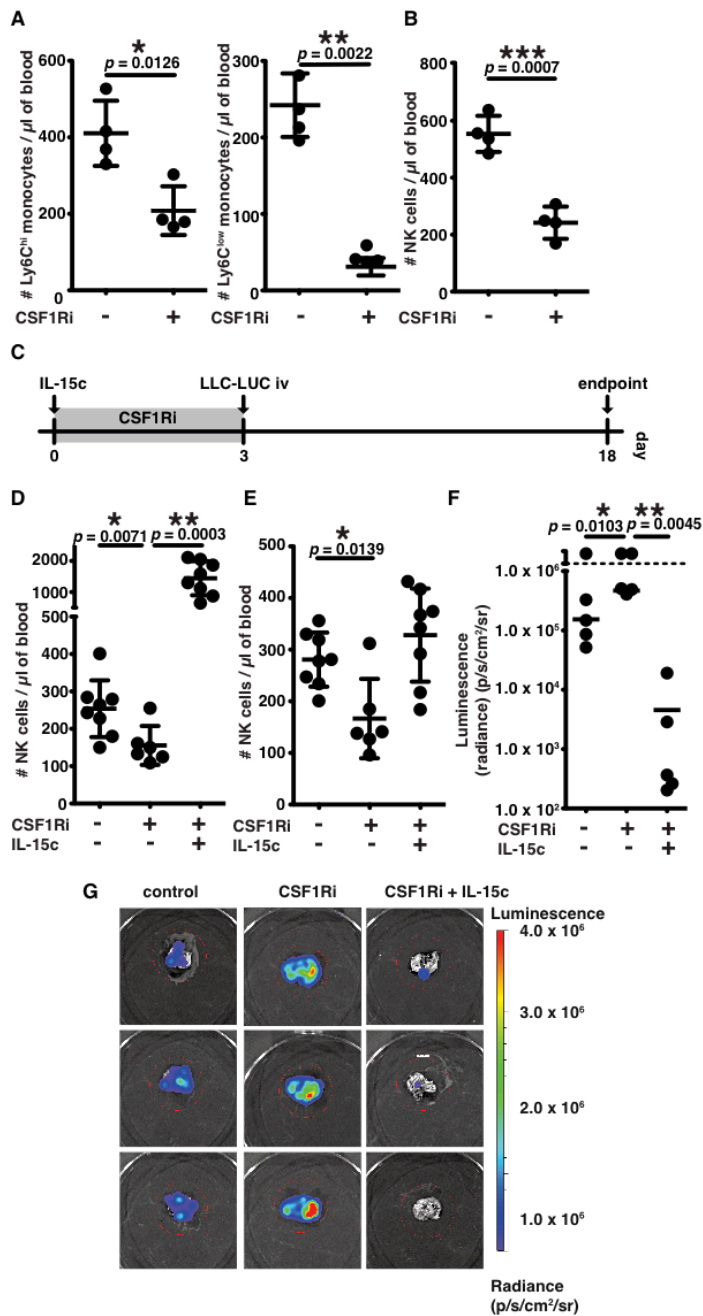 A
# Ly6Chi monocytes / µl of blood
600
400
200
0
*
p = 0.0126
CSF1Ri - +
# Ly6Clow monocytes / µl of blood
300
200
100
0
**
p = 0.0022
- +
B
# NK cells / µl of blood
800
600
400
200
0
***
p = 0.0007
CSF1Ri - +
C
IL-15c LLC-LUC iv endpoint
CSF1Ri
0 3 18 day
D
# NK cells / µl of blood
2000
1000
500
400
300
200
100
0
* **
p = 0.0071 p = 0.0003
CSF1Ri - + +
IL-15c - - +
E
# NK cells / µl of blood
500
400
300
200
100
0
*
p = 0.0139
CSF1Ri - + +
IL-15c - - +
F
Luminescence
(radiance) (p/s/cm²/sr)
* **
p = 0.0103 p = 0.0045
1.0 x 10⁶
1.0 x 10⁵
1.0 x 10⁴
1.0 x 10³
1.0 x 10²
CSF1Ri - + +
IL-15c - - +
G
control CSF1Ri CSF1Ri + IL-15c
Luminescence
4.0 x 10⁶
3.0 x 10⁶
2.0 x 10⁶
1.0 x 10⁶
Radiance
(p/s/cm²/sr)